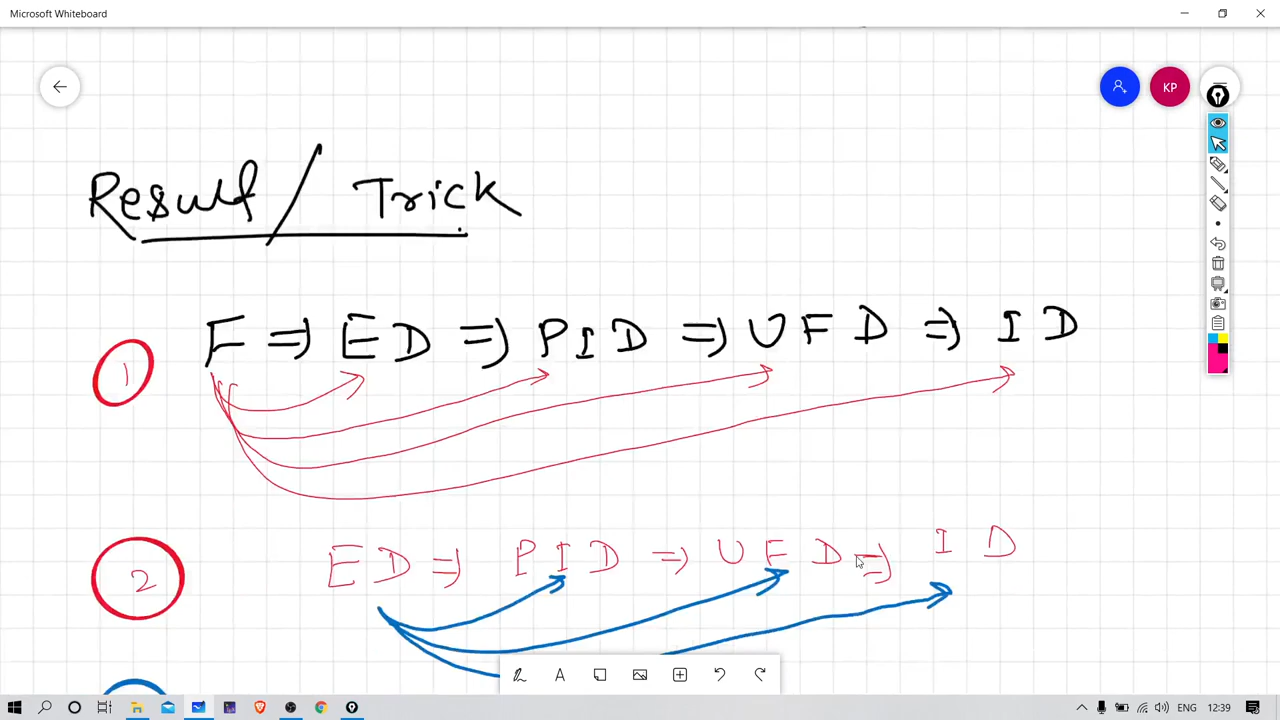 Microsoft Whiteboard
KP
Result / Trick
1 F ⇒ ED ⇒ PID ⇒ UFD ⇒ ID
2 ED ⇒ PID ⇒ UFD ⇒ ID
A
ENG 12:39